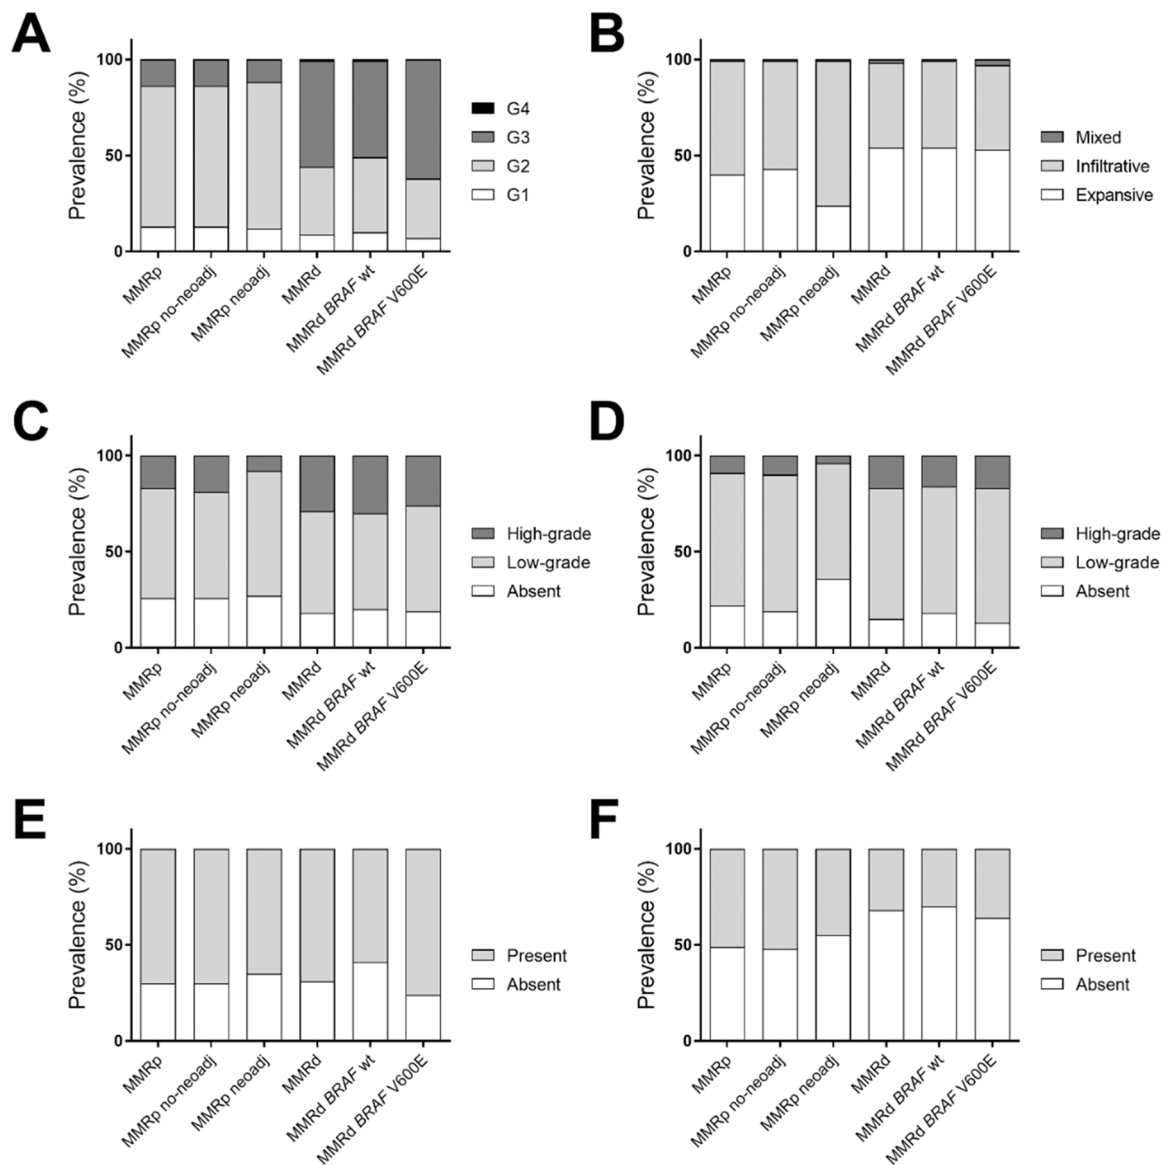 A
Prevalence (%)
100
50
0
MMRp
MMRp no-neoadj
MMRp neoadj
MMRd
MMRd BRAF wt
MMRd BRAF V600E
G4
G3
G2
G1
B
Prevalence (%)
100
50
0
MMRp
MMRp no-neoadj
MMRp neoadj
MMRd
MMRd BRAF wt
MMRd BRAF V600E
Mixed
Infiltrative
Expansive
C
Prevalence (%)
100
50
0
MMRp
MMRp no-neoadj
MMRp neoadj
MMRd
MMRd BRAF wt
MMRd BRAF V600E
High-grade
Low-grade
Absent
D
Prevalence (%)
100
50
0
MMRp
MMRp no-neoadj
MMRp neoadj
MMRd
MMRd BRAF wt
MMRd BRAF V600E
High-grade
Low-grade
Absent
E
Prevalence (%)
100
50
0
MMRp
MMRp no-neoadj
MMRp neoadj
MMRd
MMRd BRAF wt
MMRd BRAF V600E
Present
Absent
F
Prevalence (%)
100
50
0
MMRp
MMRp no-neoadj
MMRp neoadj
MMRd
MMRd BRAF wt
MMRd BRAF V600E
Present
Absent